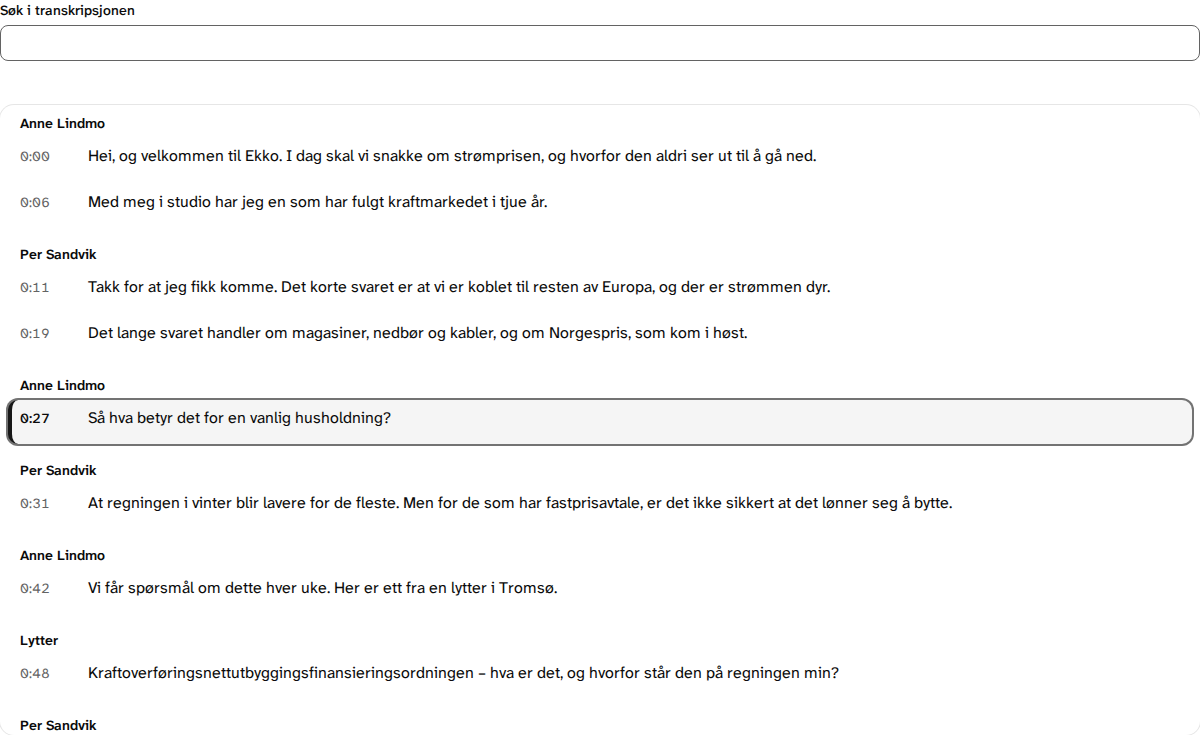 Søk i transkripsjonen
Anne Lindmo
0:00 Hei, og velkommen til Ekko. I dag skal vi snakke om strømprisen, og hvorfor den aldri ser ut til å gå ned.
0:06 Med meg i studio har jeg en som har fulgt kraftmarkedet i tjue år.
Per Sandvik
0:11 Takk for at jeg fikk komme. Det korte svaret er at vi er koblet til resten av Europa, og der er strømmen dyr.
0:19 Det lange svaret handler om magasiner, nedbør og kabler, og om Norgespris, som kom i høst.
Anne Lindmo
0:27 Så hva betyr det for en vanlig husholdning?
Per Sandvik
0:31 At regningen i vinter blir lavere for de fleste. Men for de som har fastprisavtale, er det ikke sikkert at det lønner seg å bytte.
Anne Lindmo
0:42 Vi får spørsmål om dette hver uke. Her er ett fra en lytter i Tromsø.
Lytter
0:48 Kraftoverføringsnettutbyggingsfinansieringsordningen – hva er det, og hvorfor står den på regningen min?
Per Sandvik